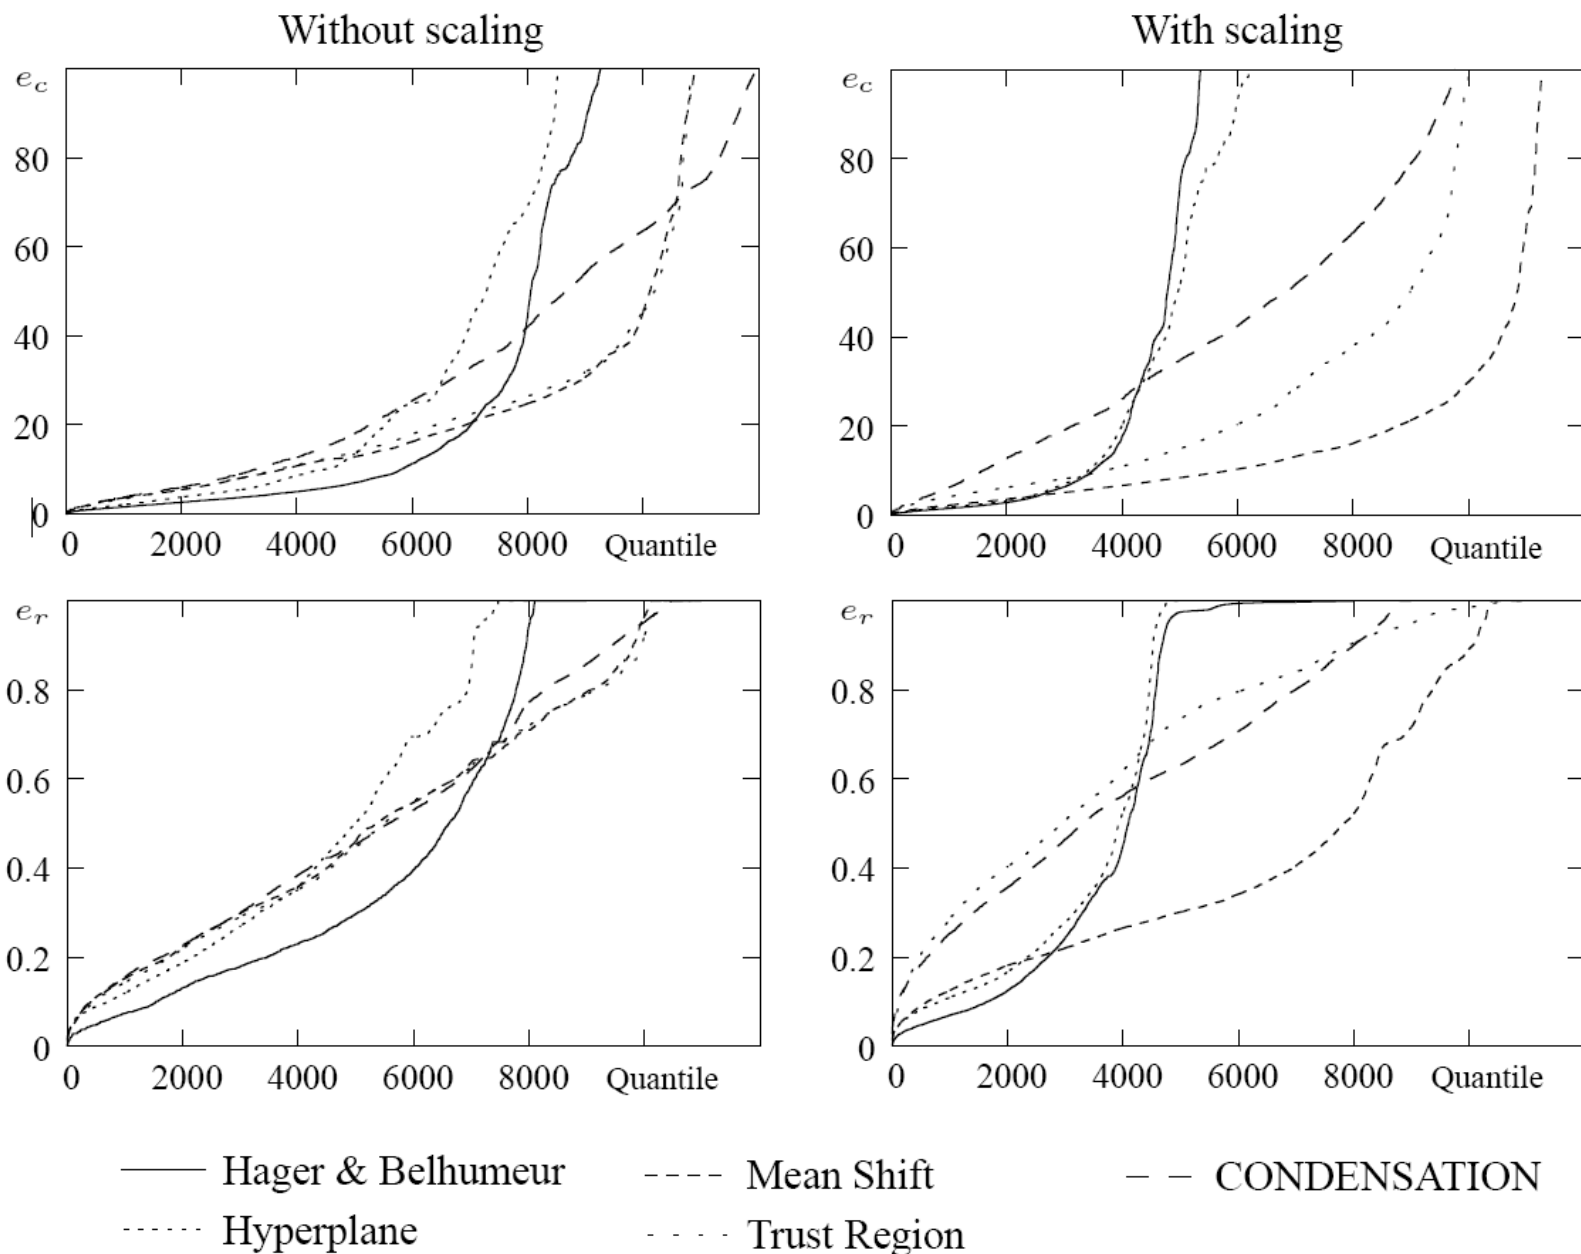 Without scaling With scaling
e_c e_c
80 80
60 60
40 40
20 20
0 0
0 2000 4000 6000 8000 Quantile 0 2000 4000 6000 8000 Quantile
e_r e_r
0.8 0.8
0.6 0.6
0.4 0.4
0.2 0.2
0 0
0 2000 4000 6000 8000 Quantile 0 2000 4000 6000 8000 Quantile
Hager & Belhumeur Mean Shift CONDENSATION
Hyperplane Trust Region